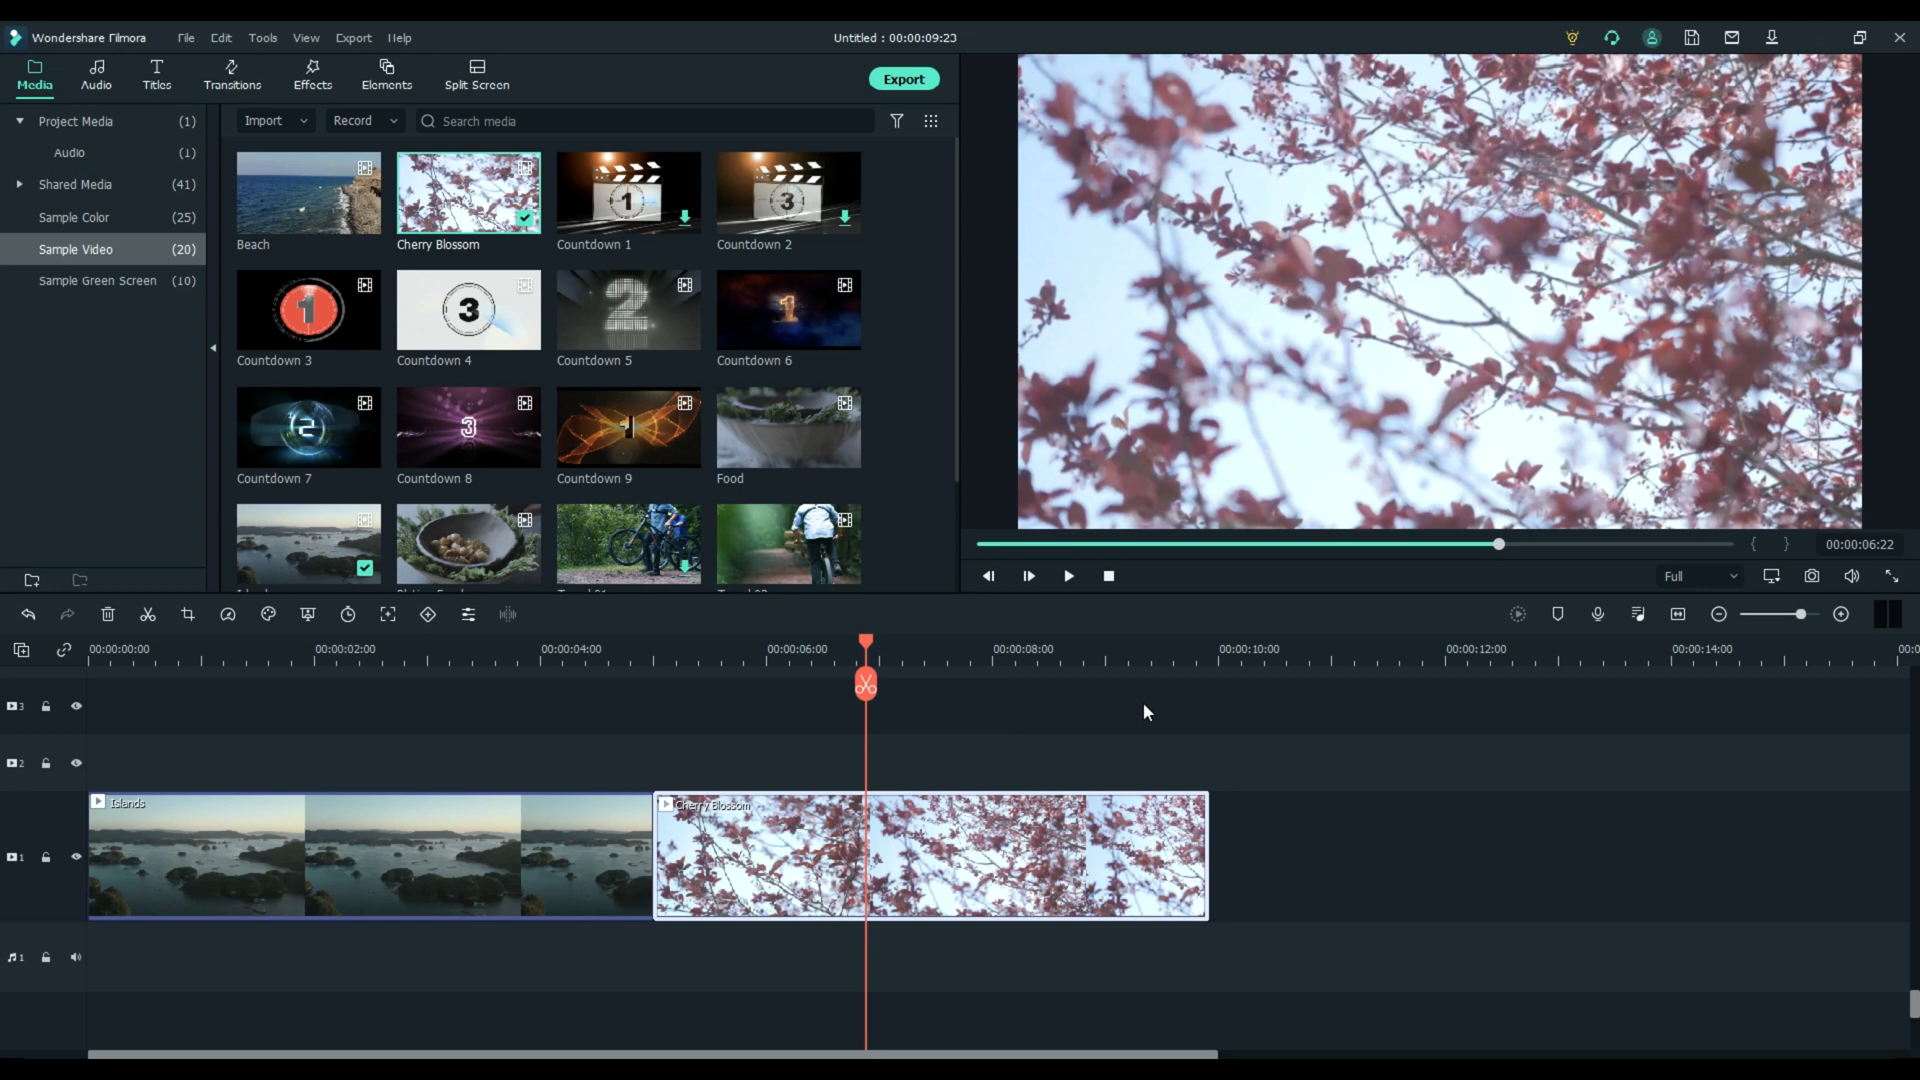 Wondershare Filmora File Edit Tools View Export Help Untitled : 00:00:09:23
Media Audio Titles Transitions Effects Elements Split Screen Export
Project Media (1)
Audio (1)
Shared Media (41)
Sample Color (25)
Sample Video (20)
Sample Green Screen (10)
Import Record Search media
Beach Cherry Blossom Countdown 1 Countdown 2
Countdown 3 Countdown 4 Countdown 5 Countdown 6
Countdown 7 Countdown 8 Countdown 9 Food
{ } 00:00:06:22
Full
00:00:00:00 00:00:02:00 00:00:04:00 00:00:06:00 00:00:08:00 00:00:10:00 00:00:12:00 00:00:14:00
3
2
Islands Cherry Blossom
1
1